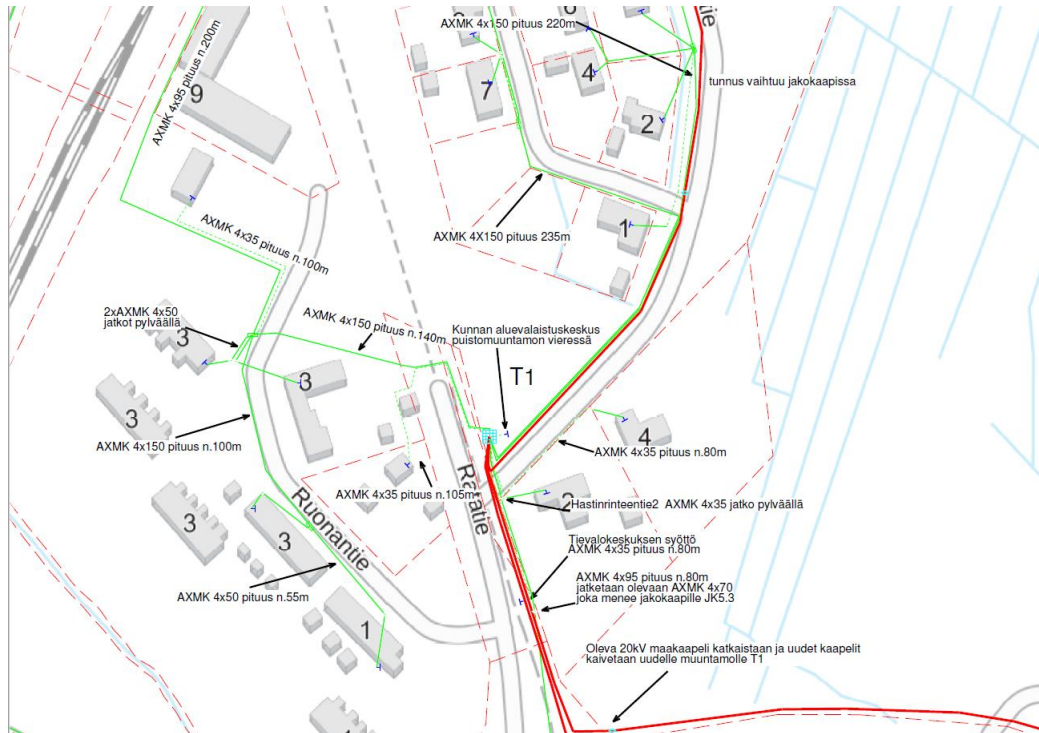 AXMK 4x150 pituus 220m
tie
tunnus vaihtuu jakokaapissa
AXMK 4x95 pituus n.200m
9
7
4
2
1
AXMK 4X150 pituus 235m
AXMK 4x35 pituus n.100m
2xAXMK 4x50
jatkot pylväällä
3
AXMK 4x150 pituus n.140m
Kunnan aluevalaistuskeskus
puistomuuntamon vieressä
T1
3
3
AXMK 4x150 pituus n.100m
4
AXMK 4x35 pituus n.80m
Ratatie
AXMK 4x35 pituus n.105m
2
Hastinrinteentie2 AXMK 4x35 jatko pylväällä
Ruonantie
3
3
Tievalokeskuksen syöttö
AXMK 4x35 pituus n.80m
AXMK 4x95 pituus n.80m
jatketaan olevaan AXMK 4x70
joka menee jakokaapille JK5.3
AXMK 4x50 pituus n.55m
1
Oleva 20kV maakaapeli katkaistaan ja uudet kaapelit
kaivetaan uudelle muuntamolle T1